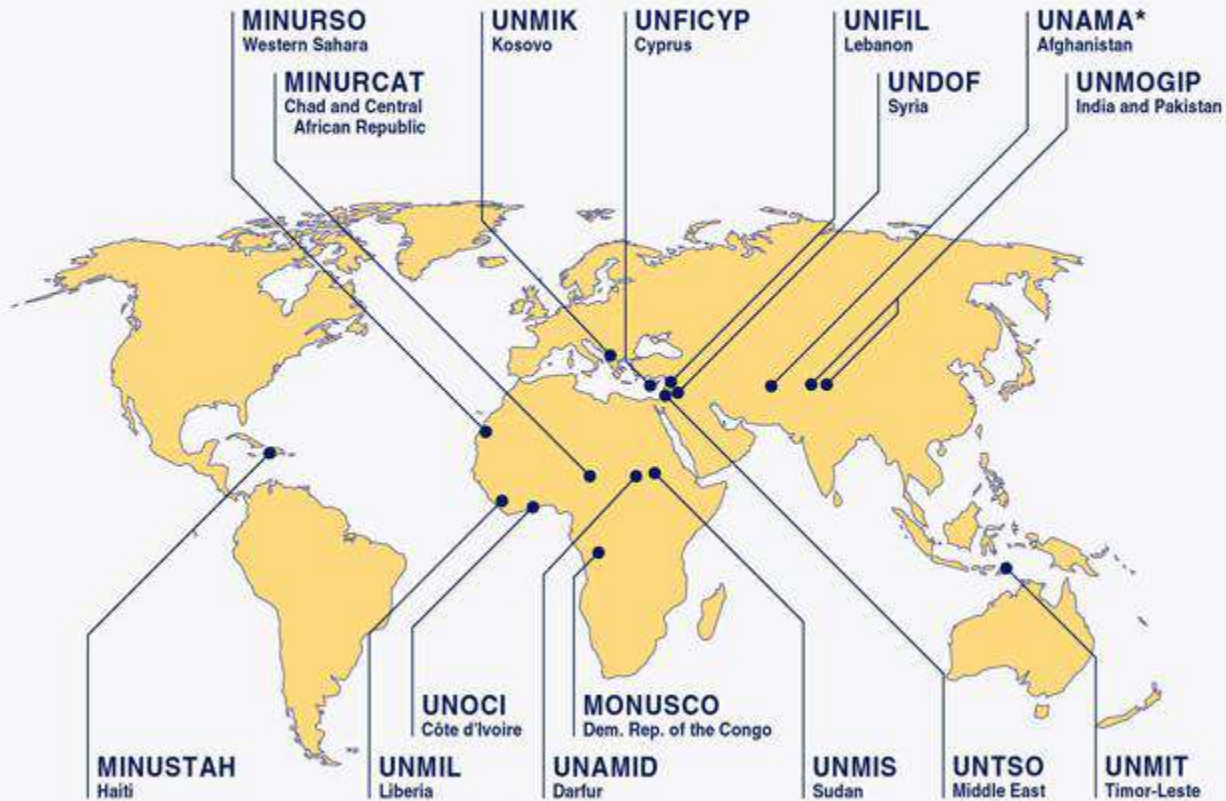 MINURSO
Western Sahara
UNMIK
Kosovo
UNFICYP
Cyprus
UNIFIL
Lebanon
UNAMA*
Afghanistan
MINURCAT
Chad and Central
African Republic
UNDOF
Syria
UNMOGIP
India and Pakistan
UNOCI
Côte d'Ivoire
MONUSCO
Dem. Rep. of the Congo
MINUSTAH
Haiti
UNMIL
Liberia
UNAMID
Darfur
UNMIS
Sudan
UNTSO
Middle East
UNMIT
Timor-Leste